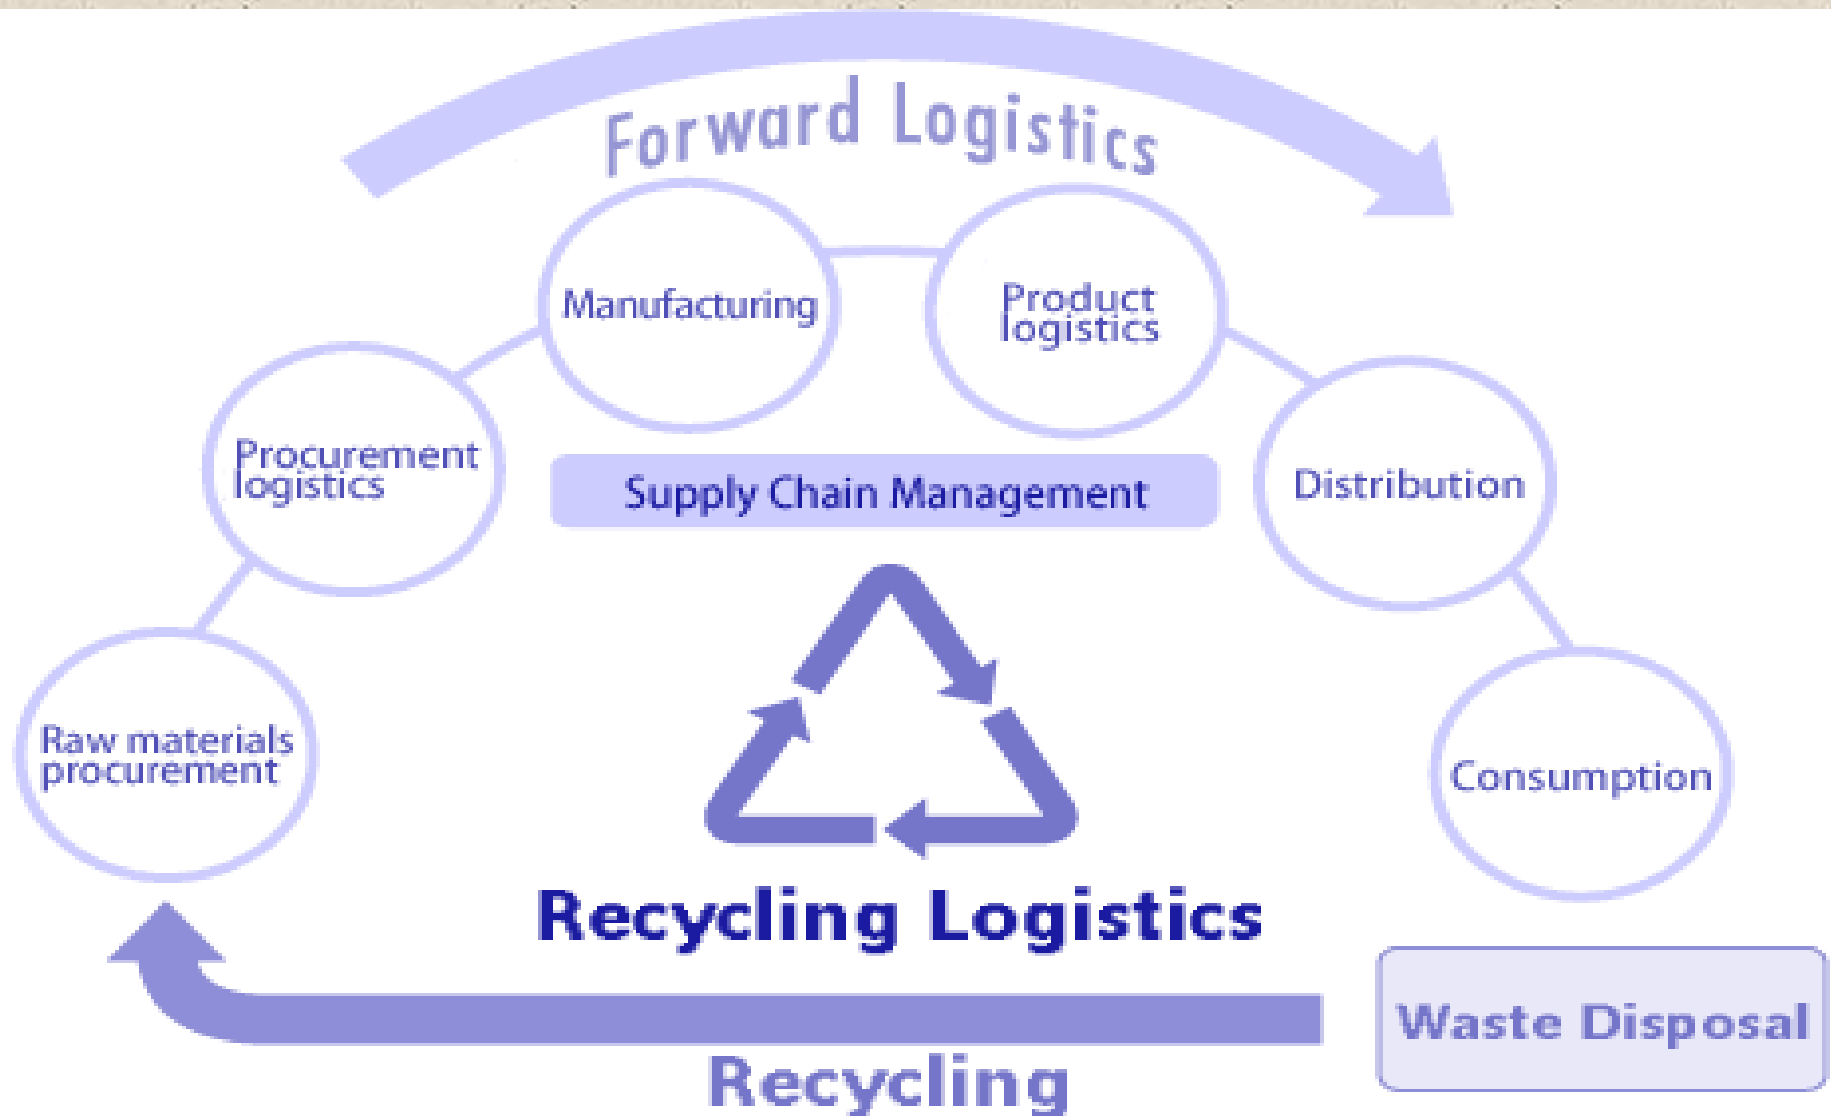 Forward Logistics
Manufacturing
Product
logistics
Procurement
logistics
Supply Chain Management
Distribution
Raw materials
procurement
Consumption
Recycling Logistics
Waste Disposal
Recycling